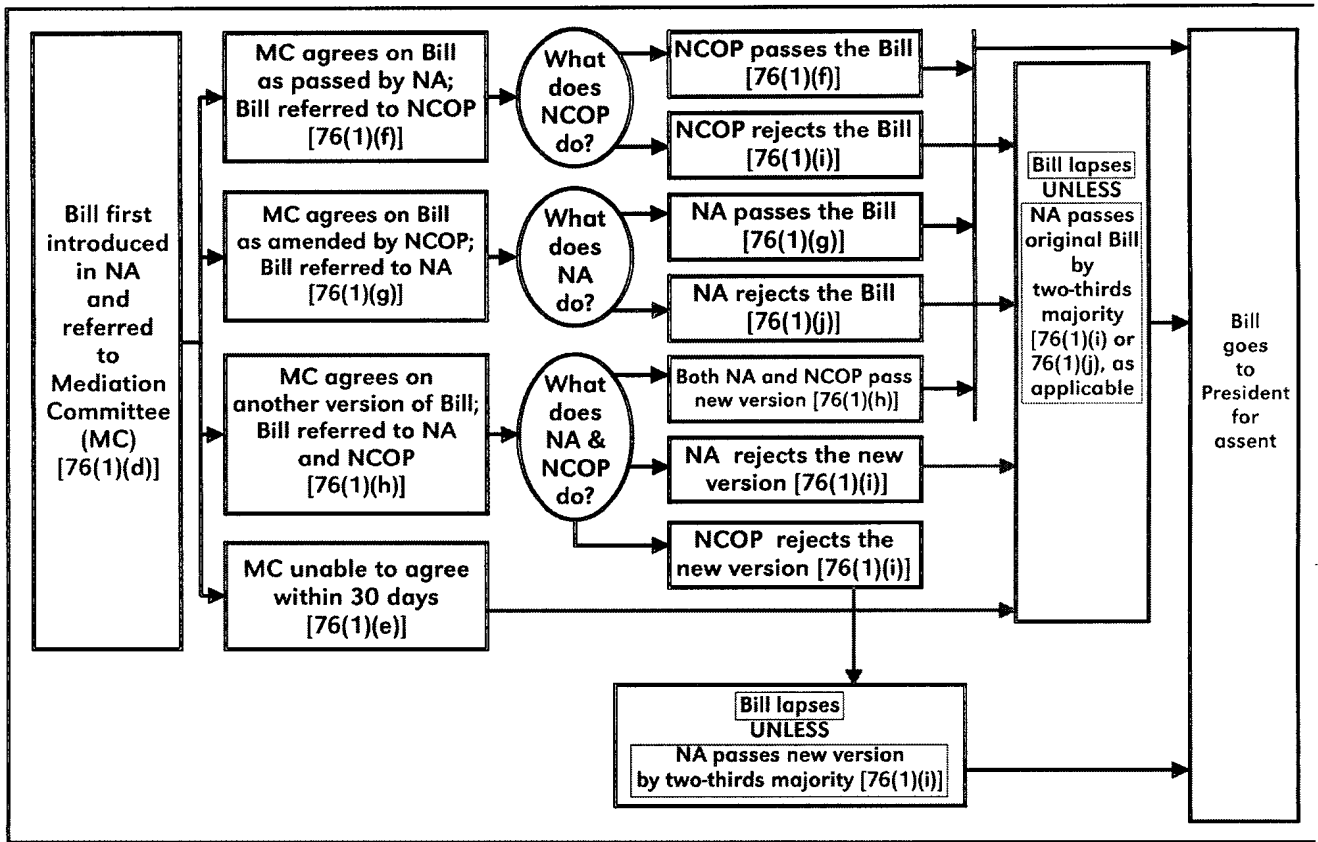 Bill first
introduced
in NA
and
referred
to
Mediation
Committee
(MC)
[76(1)(d)]
MC agrees on Bill
as passed by NA;
Bill referred to NCOP
[76(1)(f)]
What
does
NCOP
do?
NCOP passes the Bill
[76(1)(f)]
NCOP rejects the Bill
[76(1)(i)]
MC agrees on Bill
as amended by NCOP;
Bill referred to NA
[76(1)(g)]
What
does
NA
do?
NA passes the Bill
[76(1)(g)]
NA rejects the Bill
[76(1)(j)]
MC agrees on
another version of Bill;
Bill referred to NA
and NCOP
[76(1)(h)]
What
does
NA &
NCOP
do?
Both NA and NCOP pass
new version [76(1)(h)]
NA rejects the new
version [76(1)(i)]
NCOP rejects the
new version [76(1)(i)]
MC unable to agree
within 30 days
[76(1)(e)]
Bill lapses
UNLESS
NA passes
original Bill
by
two-thirds
majority
[76(1)(i) or
76(1)(j), as
applicable
Bill lapses
UNLESS
NA passes new version
by two-thirds majority [76(1)(i)]
Bill
goes
to
President
for
assent